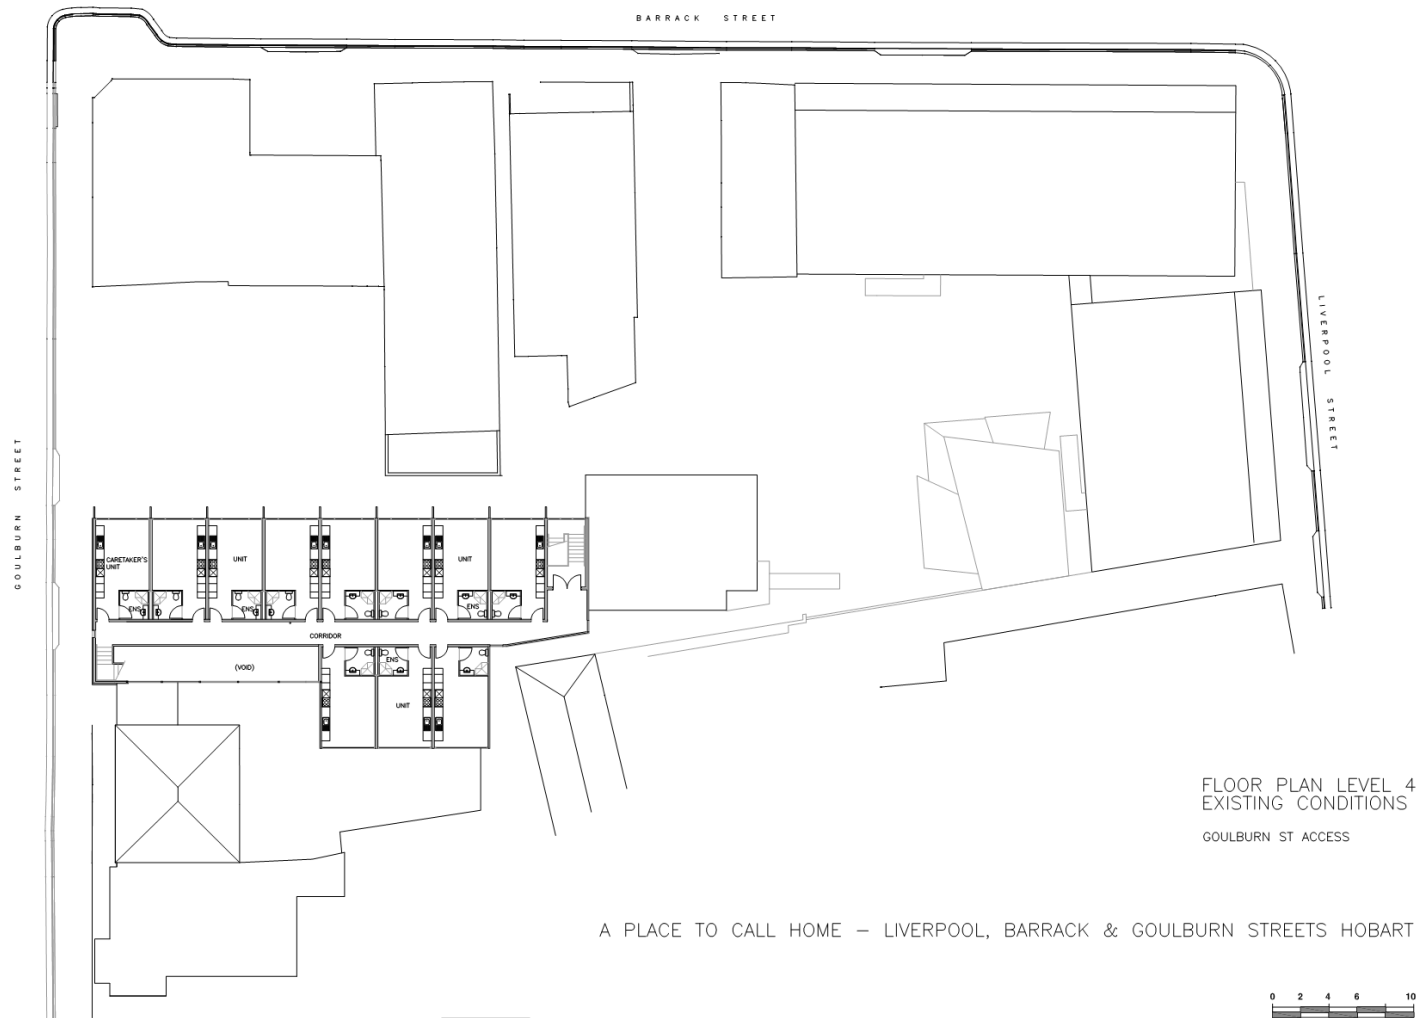 BARRACK STREET
LIVERPOOL STREET
GOULBURN STREET
CARETAKER'S
UNIT
UNIT
UNIT
ENS
ENS
ENS
CORRIDOR
(VOID)
ENS
UNIT
FLOOR PLAN LEVEL 4
EXISTING CONDITIONS
GOULBURN ST ACCESS
A PLACE TO CALL HOME – LIVERPOOL, BARRACK & GOULBURN STREETS HOBART
0 2 4 6 10